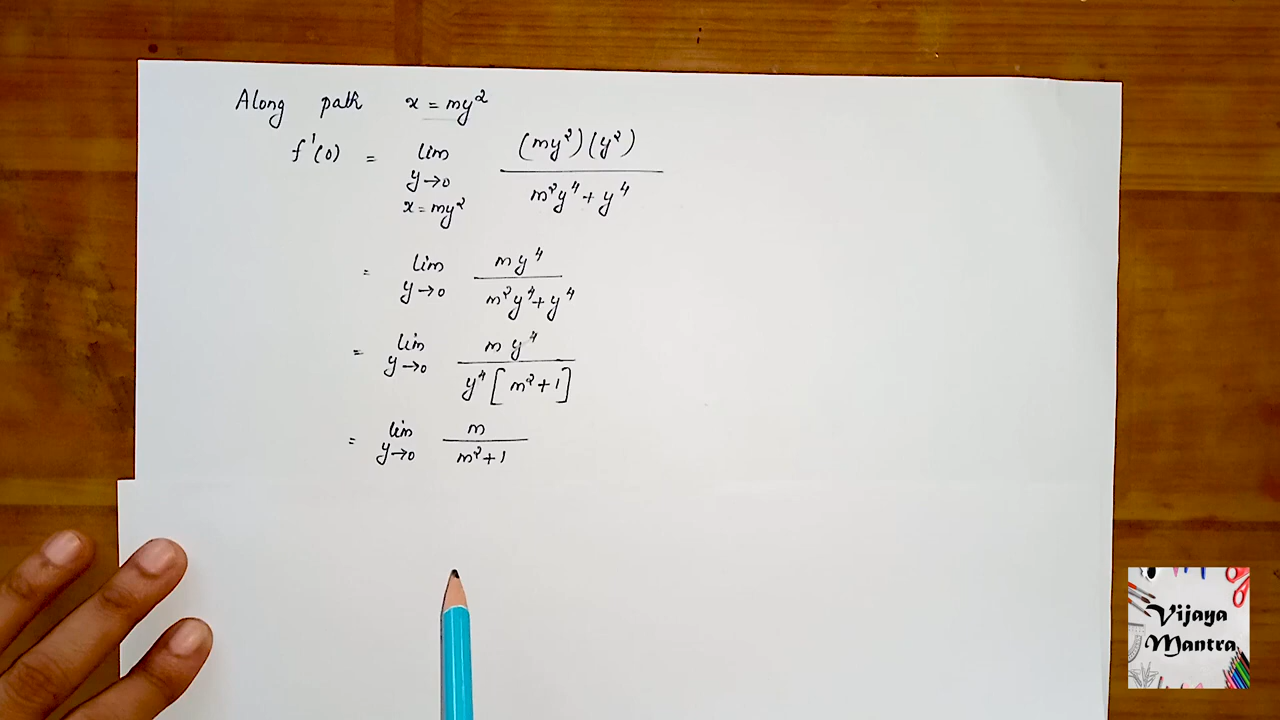 Along path x = my²
f'(0) = lim y→0 x = my² (my²)(y²) / m²y⁴ + y⁴
= lim y→0 my⁴ / m²y⁴ + y⁴
= lim y→0 my⁴ / y⁴[m² + 1]
= lim y→0 m / m² + 1
Vijaya
Mantra